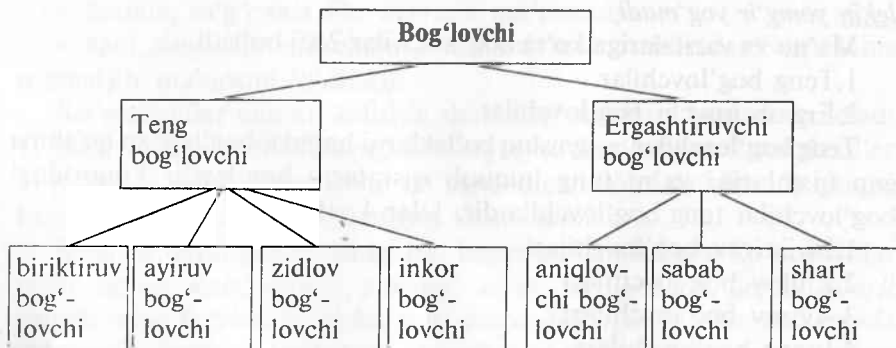 Bog‘lovchi
Teng
bog‘lovchi
Ergashtiruvchi
bog‘lovchi
biriktiruv
bog‘-
lovchi
ayiruv
bog‘-
lovchi
zidlov
bog‘-
lovchi
inkor
bog‘-
lovchi
aniqlov-
chi bog‘-
lovchi
sabab
bog‘-
lovchi
shart
bog‘-
lovchi